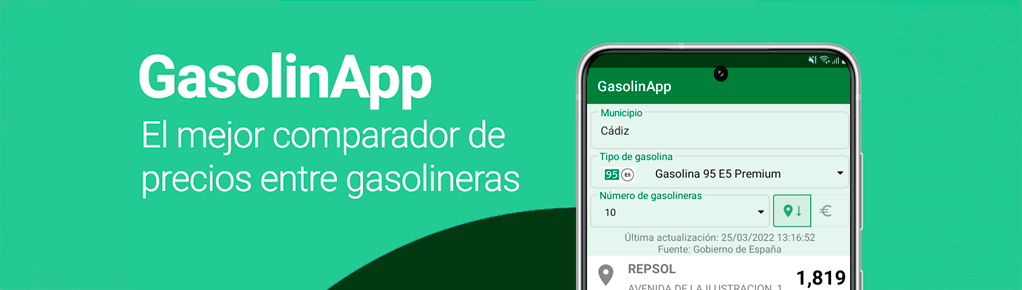 GasolinApp
El mejor comparador de
precios entre gasolineras
GasolinApp
Municipio
Cádiz
Tipo de gasolina
95 E5 Gasolina 95 E5 Premium
Número de gasolineras
10 €
Última actualización: 25/03/2022 13:16:52
Fuente: Gobierno de España
REPSOL
1,819
AVENIDA DE LA ILUSTRACION, 1